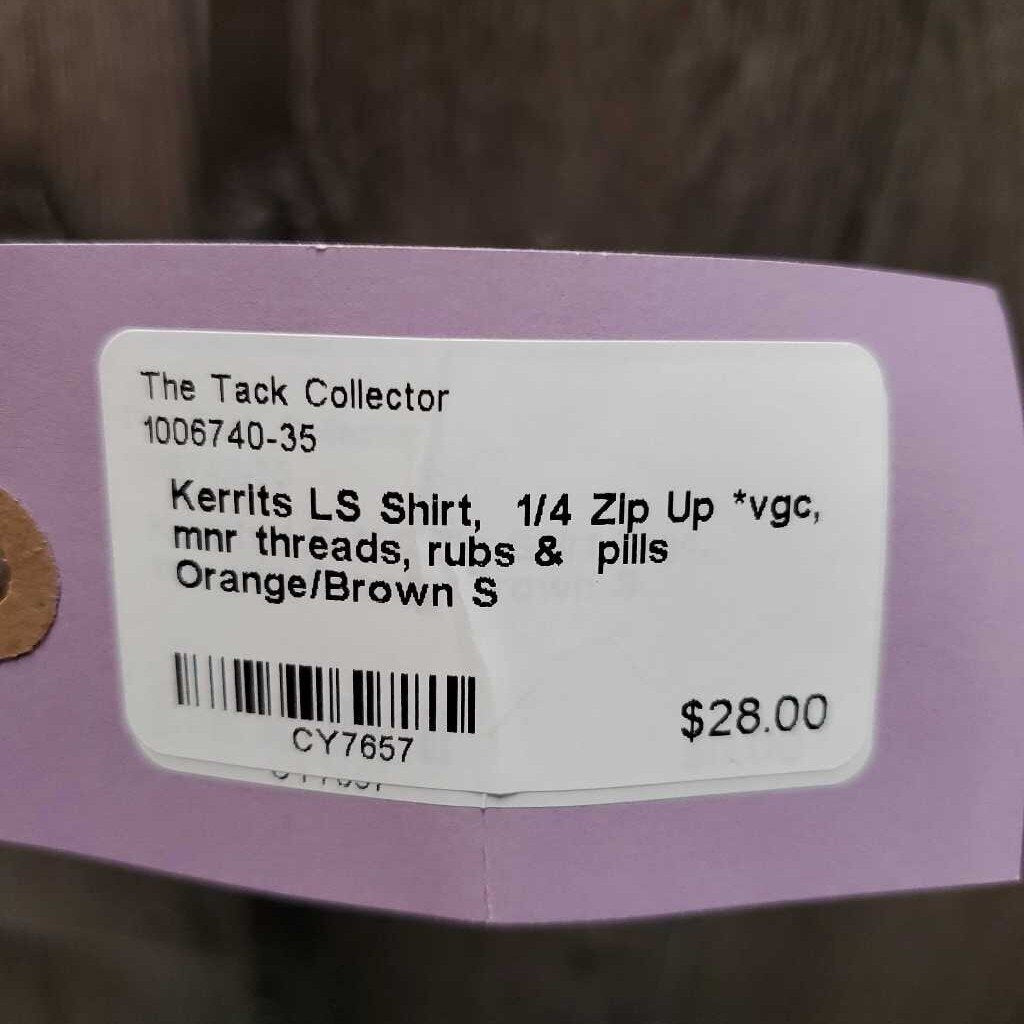 The Tack Collector
1006740-35
Kerrits LS Shirt, 1/4 Zip Up *vgc,
mnr threads, rubs & pills
Orange/Brown S
CY7657
$28.00